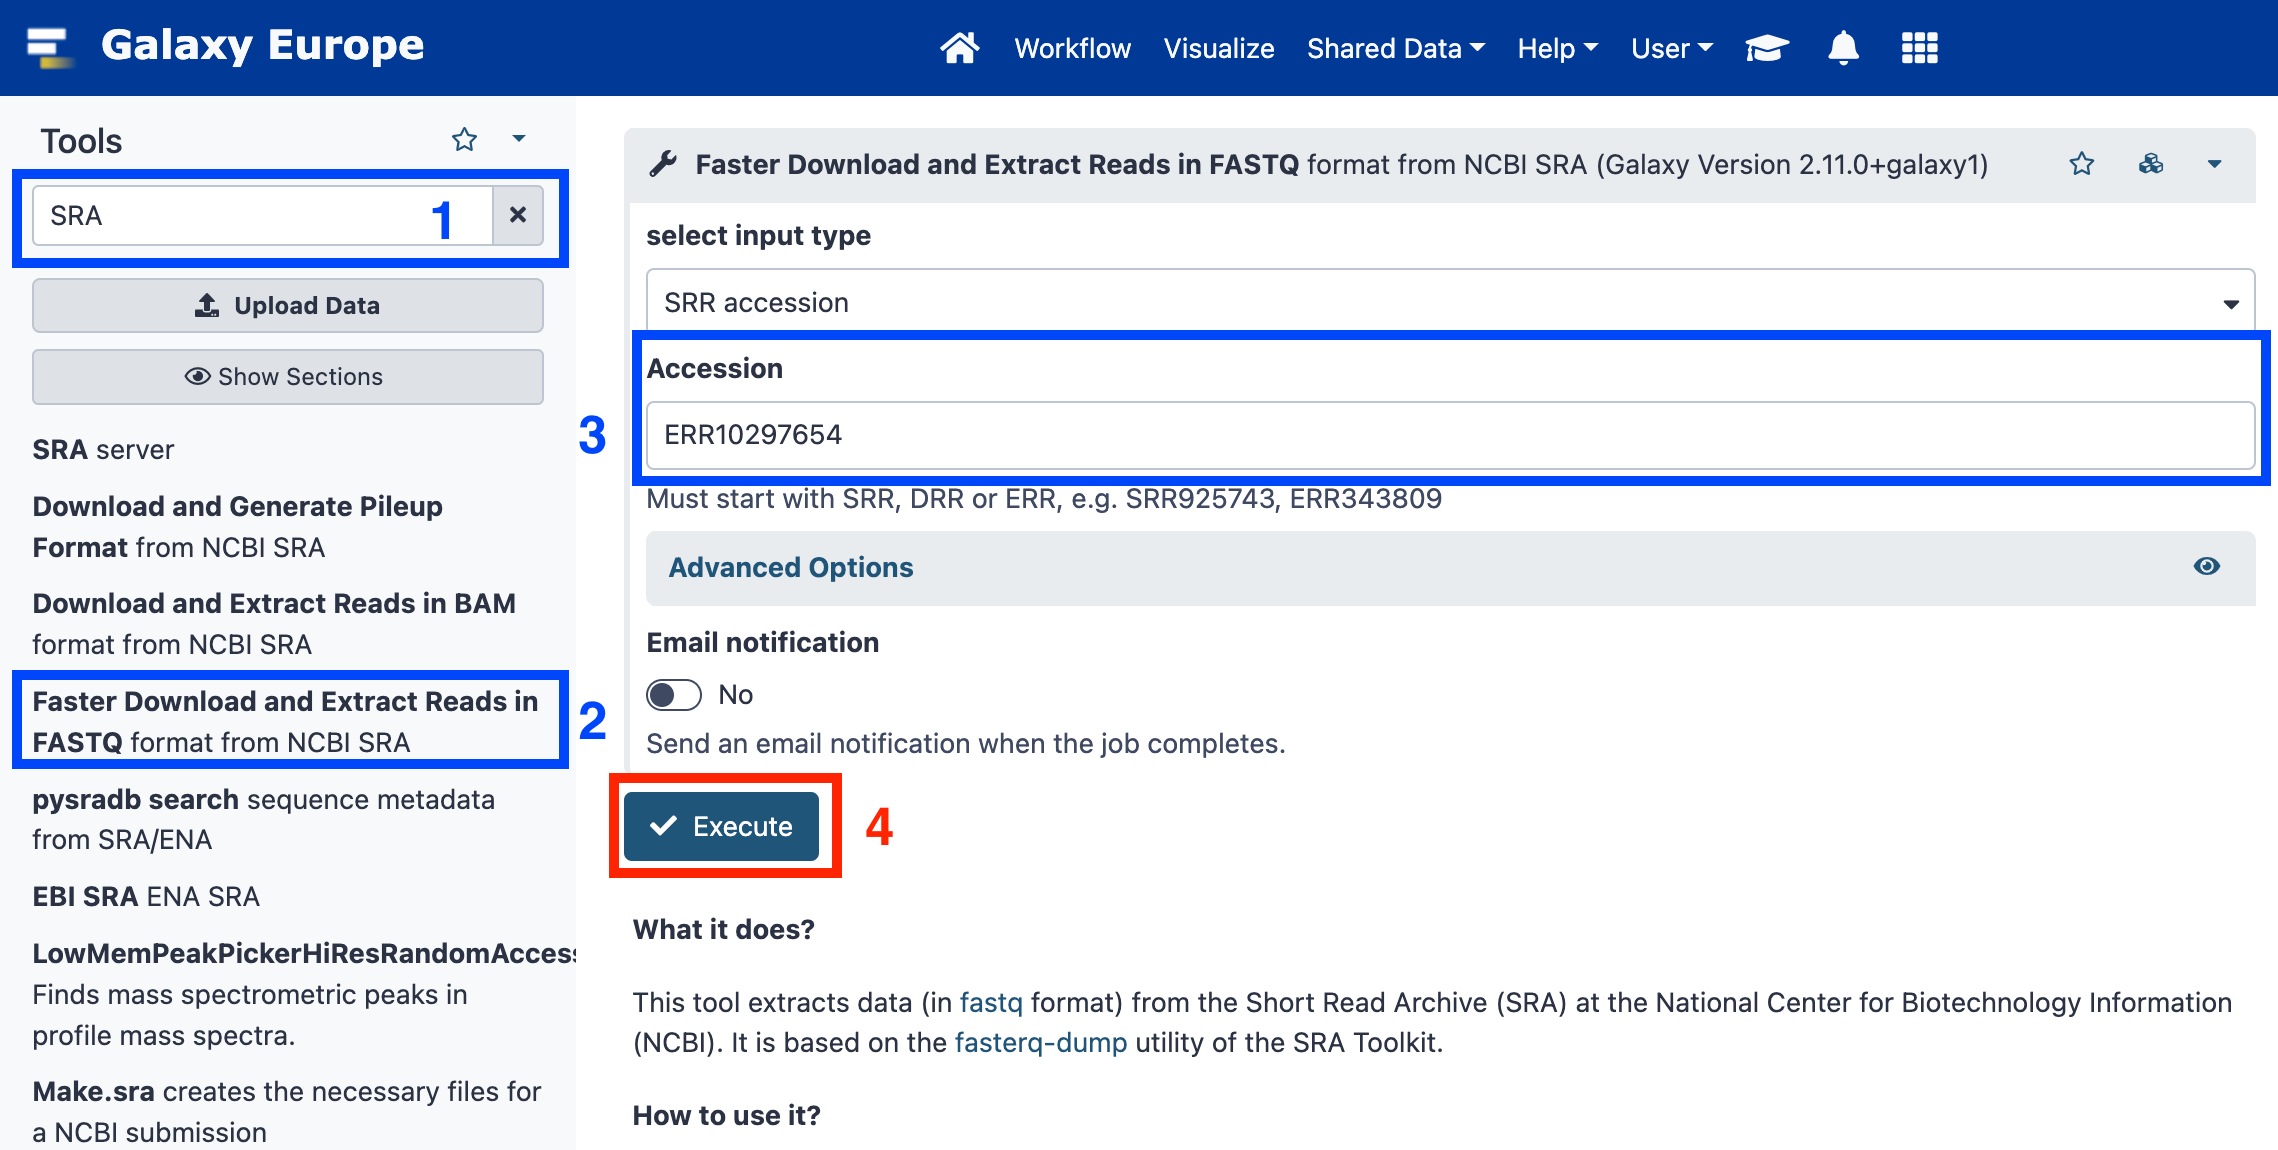 Galaxy Europe
Workflow Visualize Shared Data Help User
Tools
SRA 1
Upload Data
Show Sections
SRA server
Download and Generate Pileup
Format from NCBI SRA
Download and Extract Reads in BAM
format from NCBI SRA
Faster Download and Extract Reads in
FASTQ format from NCBI SRA
2
pysradb search sequence metadata
from SRA/ENA
EBI SRA ENA SRA
LowMemPeakPickerHiResRandomAccess
Finds mass spectrometric peaks in
profile mass spectra.
Make.sra creates the necessary files for
a NCBI submission
Faster Download and Extract Reads in FASTQ format from NCBI SRA (Galaxy Version 2.11.0+galaxy1)
select input type
SRR accession
Accession
3
ERR10297654
Must start with SRR, DRR or ERR, e.g. SRR925743, ERR343809
Advanced Options
Email notification
No
Send an email notification when the job completes.
Execute 4
What it does?
This tool extracts data (in fastq format) from the Short Read Archive (SRA) at the National Center for Biotechnology Information
(NCBI). It is based on the fasterq-dump utility of the SRA Toolkit.
How to use it?